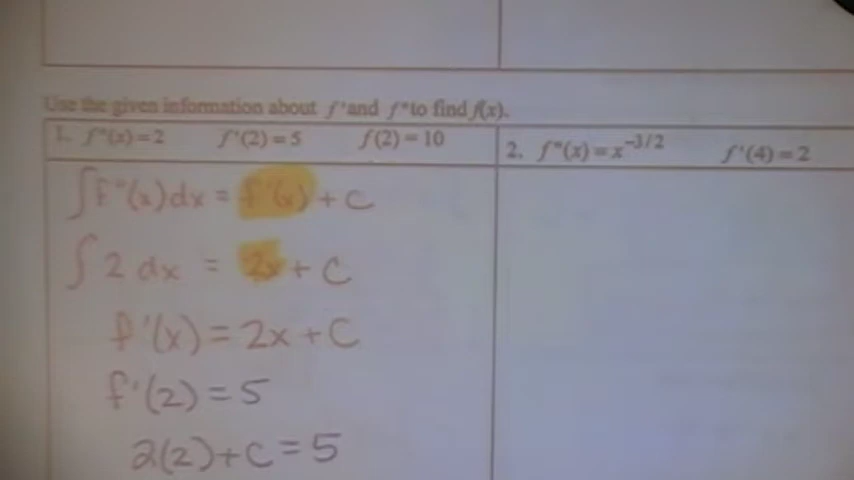 Use the given information about f' and f" to find f(x).
1. f"(x) = 2 f'(2) = 5 f(2) = 10
2. f"(x) = x^-3/2 f'(4) = 2
∫f"(x)dx = f'(x) + C
∫2 dx = 2x + C
f'(x) = 2x + C
f'(2) = 5
2(2) + C = 5